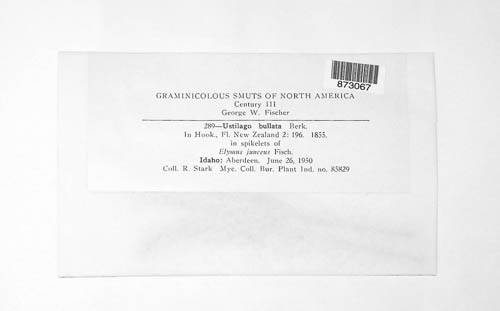 873067
GRAMINICOLOUS SMUTS OF NORTH AMERICA
Century III
George W. Fischer
289—Ustilago bullata Berk.
In Hook., Fl. New Zealand 2: 196. 1855.
in spikelets of
Elymus junceus Fisch.
Idaho: Aberdeen. June 26, 1950
Coll. R. Stark Myc. Coll. Bur. Plant Ind. no. 85829